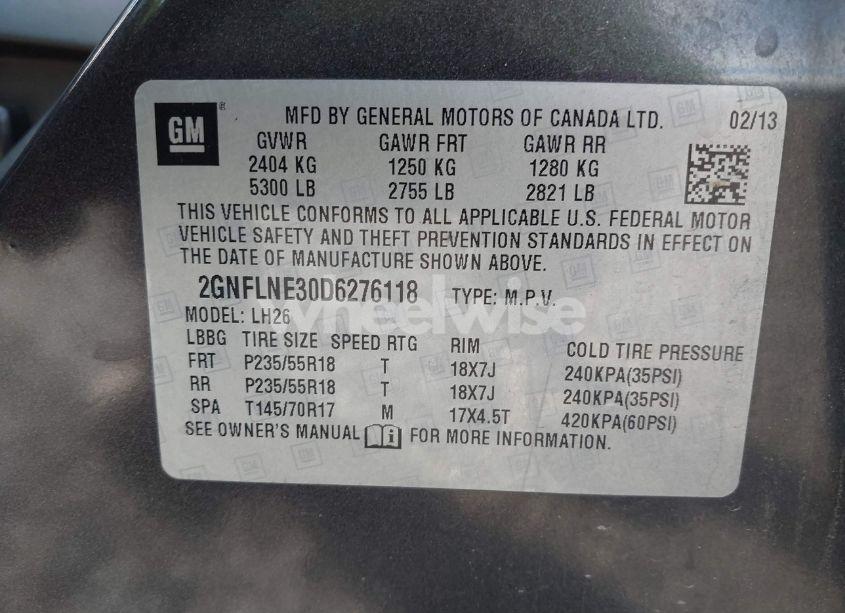 GM ® MFD BY GENERAL MOTORS OF CANADA LTD. 02/13
GVWR GAWR FRT GAWR RR
2404 KG 1250 KG 1280 KG
5300 LB 2755 LB 2821 LB
THIS VEHICLE CONFORMS TO ALL APPLICABLE U.S. FEDERAL MOTOR
VEHICLE SAFETY AND THEFT PREVENTION STANDARDS IN EFFECT ON
THE DATE OF MANUFACTURE SHOWN ABOVE.
2GNFLNE30D6276118 TYPE: M.P.V.
MODEL: LH26
wheelwise
LBBG TIRE SIZE SPEED RTG RIM COLD TIRE PRESSURE
FRT P235/55R18 T 18X7J 240KPA(35PSI)
RR P235/55R18 T 18X7J 240KPA(35PSI)
SPA T145/70R17 M 17X4.5T 420KPA(60PSI)
SEE OWNER'S MANUAL FOR MORE INFORMATION.